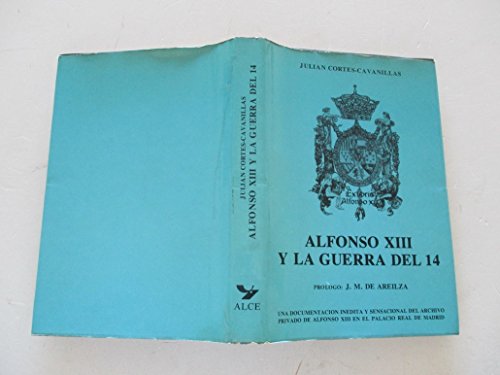 JULIAN CORTES-CAVANILLAS
Ex libris
Alfonso XIII
ALFONSO XIII
Y LA GUERRA DEL 14
PROLOGO: J. M. DE AREILZA
UNA DOCUMENTACION INEDITA Y SENSACIONAL DEL ARCHIVO
PRIVADO DE ALFONSO XIII EN EL PALACIO REAL DE MADRID
JULIAN CORTES-CAVANILLAS
ALFONSO XIII Y LA GUERRA DEL 14
ALCE